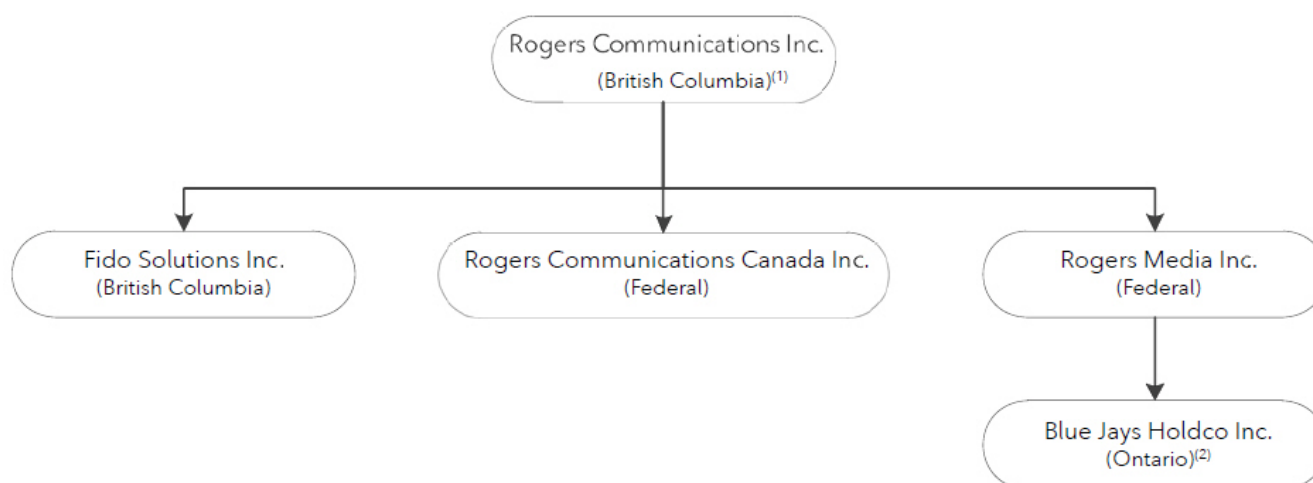 Rogers Communications Inc.
(British Columbia)(1)
Fido Solutions Inc.
(British Columbia)
Rogers Communications Canada Inc.
(Federal)
Rogers Media Inc.
(Federal)
Blue Jays Holdco Inc.
(Ontario)(2)